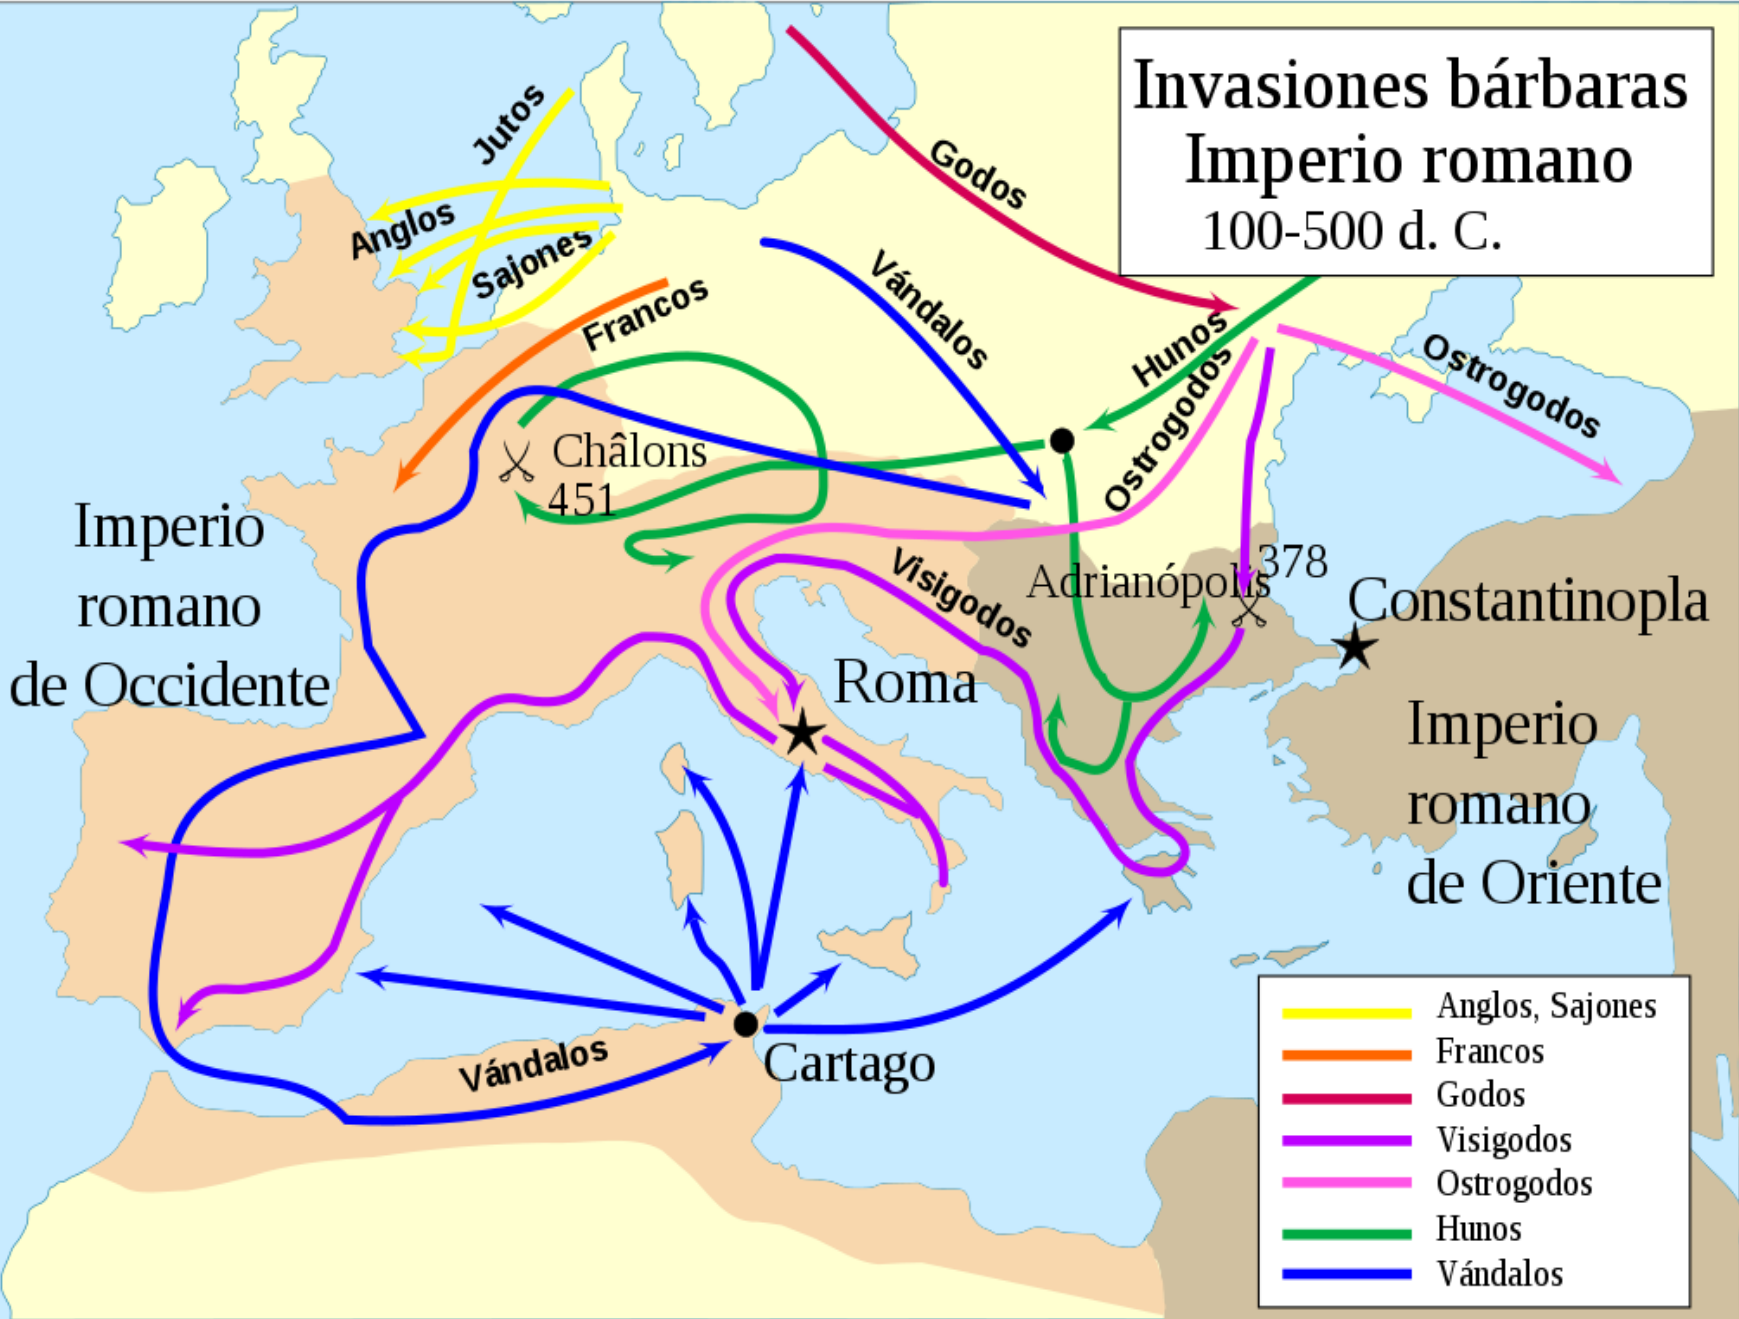 Invasiones bárbaras
Imperio romano
100-500 d. C.
Jutos
Anglos
Sajones
Francos
Godos
Vándalos
Hunos
Ostrogodos
Ostrogodos
Châlons
451
Imperio
romano
de Occidente
Visigodos
Adrianópolis
378
Constantinopla
Roma
Imperio
romano
de Oriente
Vándalos
Cartago
Anglos, Sajones
Francos
Godos
Visigodos
Ostrogodos
Hunos
Vándalos